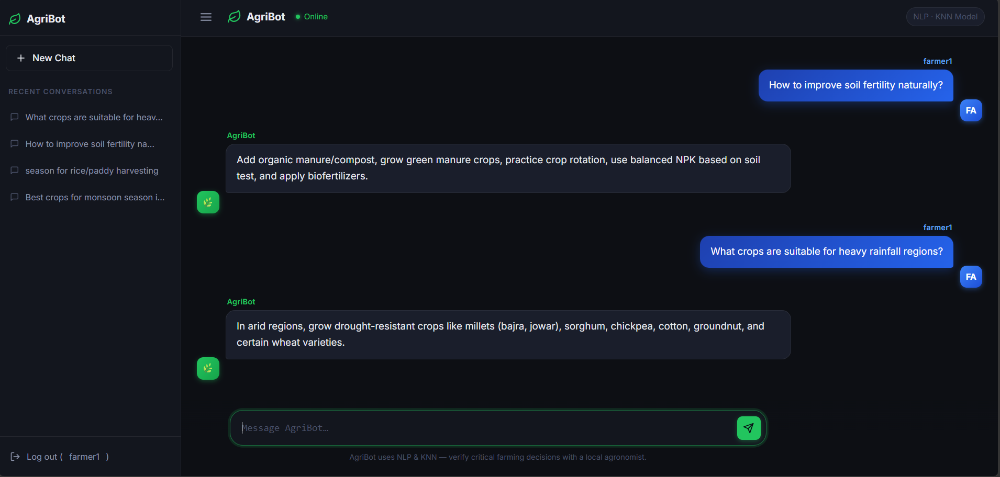 AgriBot
New Chat
RECENT CONVERSATIONS
What crops are suitable for heav...
How to improve soil fertility na...
season for rice/paddy harvesting
Best crops for monsoon season i...
Log out ( farmer1 )
AgriBot
Online
NLP · KNN Model
farmer1
How to improve soil fertility naturally?
FA
AgriBot
Add organic manure/compost, grow green manure crops, practice crop rotation, use balanced NPK based on soil
test, and apply biofertilizers.
farmer1
What crops are suitable for heavy rainfall regions?
FA
AgriBot
In arid regions, grow drought-resistant crops like millets (bajra, jowar), sorghum, chickpea, cotton, groundnut, and
certain wheat varieties.
Message AgriBot…
AgriBot uses NLP & KNN — verify critical farming decisions with a local agronomist.